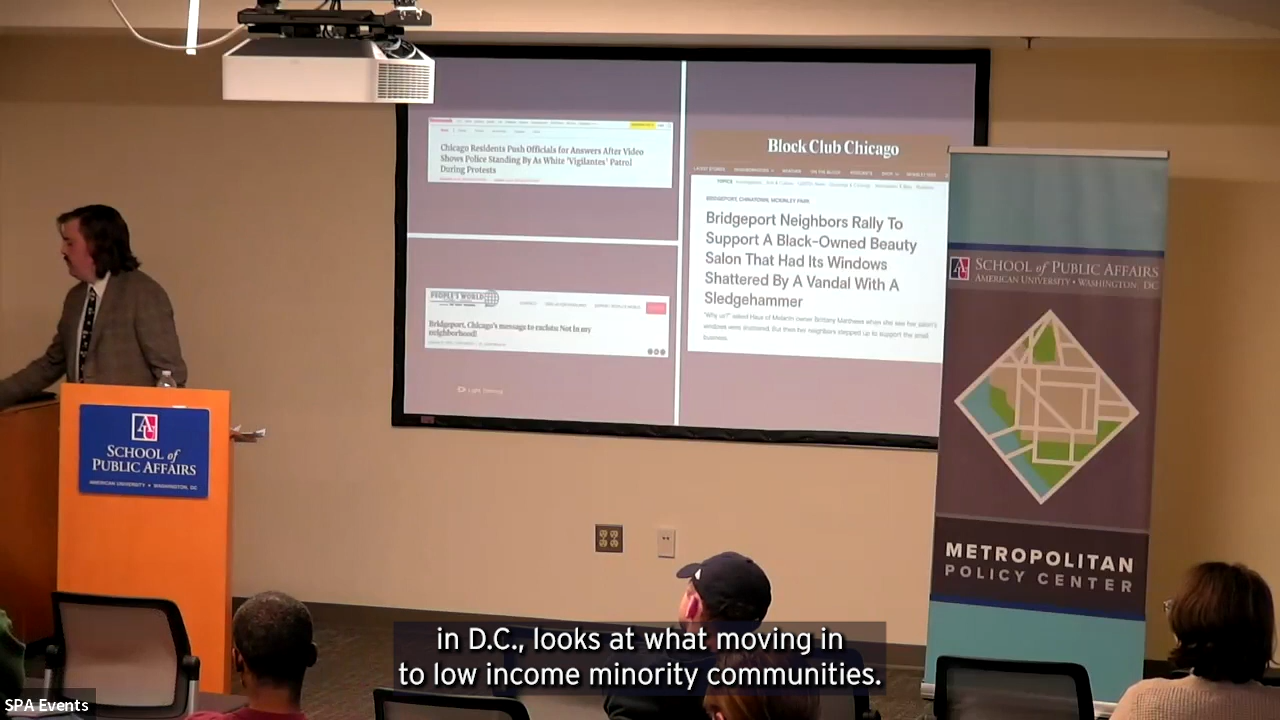 Chicago Residents Push Officials for Answers After Video
Shows Police Standing By As White 'Vigilantes' Patrol
During Protests
PEOPLE'S WORLD
Bridgeport, Chicago's message to racists: Not in my
neighborhood!
Block Club Chicago
BRIDGEPORT, CHINATOWN, MCKINLEY PARK
Bridgeport Neighbors Rally To
Support A Black-Owned Beauty
Salon That Had Its Windows
Shattered By A Vandal With A
Sledgehammer
SCHOOL of PUBLIC AFFAIRS
AMERICAN UNIVERSITY • WASHINGTON, DC
METROPOLITAN
POLICY CENTER
SCHOOL of
PUBLIC AFFAIRS
AMERICAN UNIVERSITY • WASHINGTON, DC
in D.C., looks at what moving in
to low income minority communities.
SPA Events